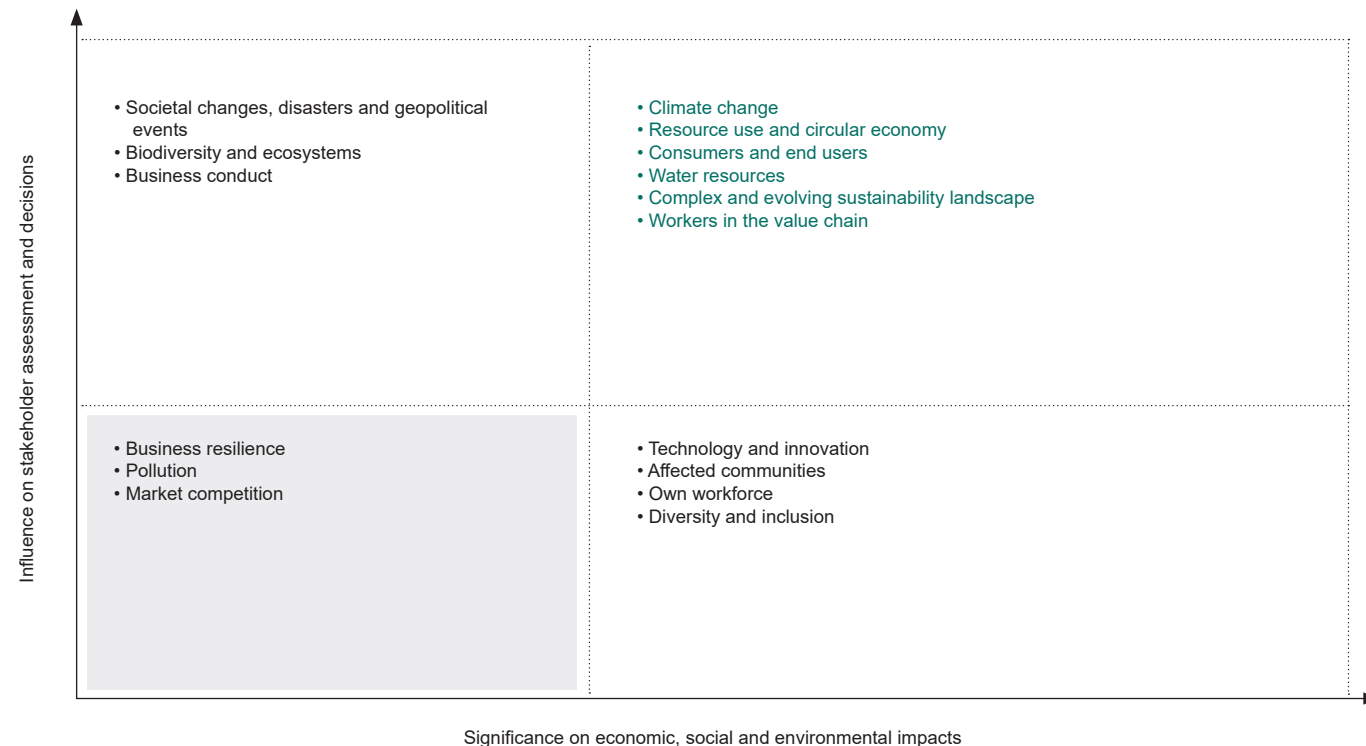 Influence on stakeholder assessment and decisions
• Societal changes, disasters and geopolitical
events
• Biodiversity and ecosystems
• Business conduct
• Climate change
• Resource use and circular economy
• Consumers and end users
• Water resources
• Complex and evolving sustainability landscape
• Workers in the value chain
• Business resilience
• Pollution
• Market competition
• Technology and innovation
• Affected communities
• Own workforce
• Diversity and inclusion
Significance on economic, social and environmental impacts